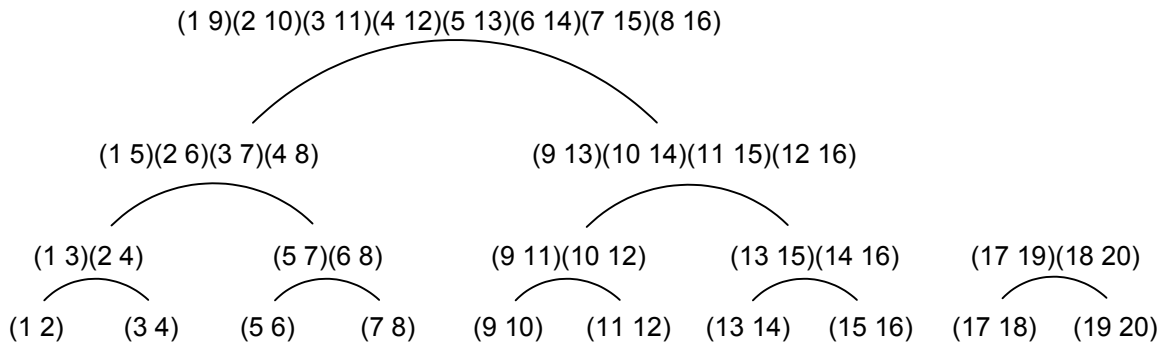 (1 9)(2 10)(3 11)(4 12)(5 13)(6 14)(7 15)(8 16)
(1 5)(2 6)(3 7)(4 8) (9 13)(10 14)(11 15)(12 16)
(1 3)(2 4) (5 7)(6 8) (9 11)(10 12) (13 15)(14 16) (17 19)(18 20)
(1 2) (3 4) (5 6) (7 8) (9 10) (11 12) (13 14) (15 16) (17 18) (19 20)